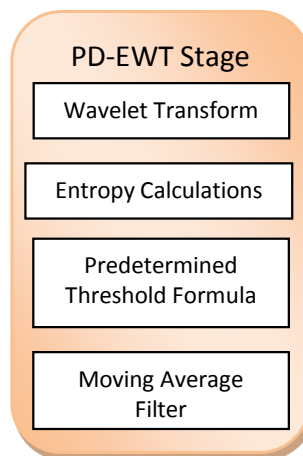 PD-EWT Stage
Wavelet Transform
Entropy Calculations
Predetermined
Threshold Formula
Moving Average
Filter